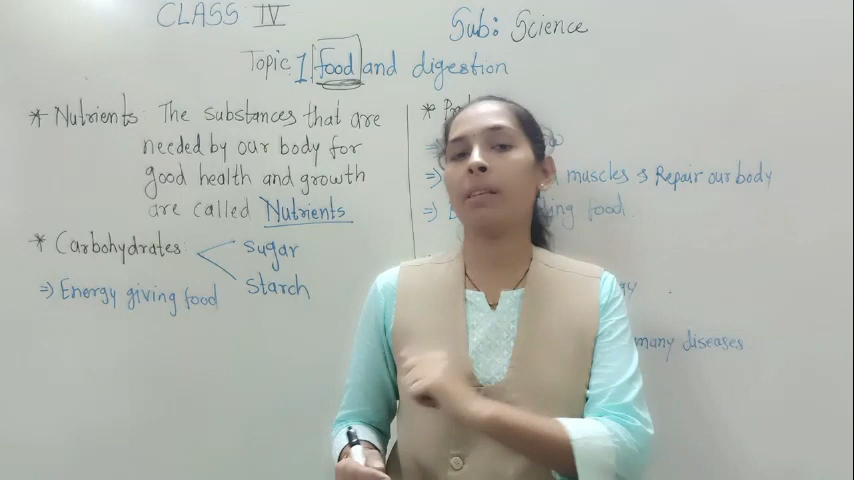 CLASS IV
Sub: Science
Topic: 1 food and digestion
* Nutrients: The substances that are
needed by our body for
good health and growth
are called Nutrients
* Carbohydrates: sugar
starch
=) Energy giving food
*
=)
=) muscles & Repair our body
=) food.
many diseases